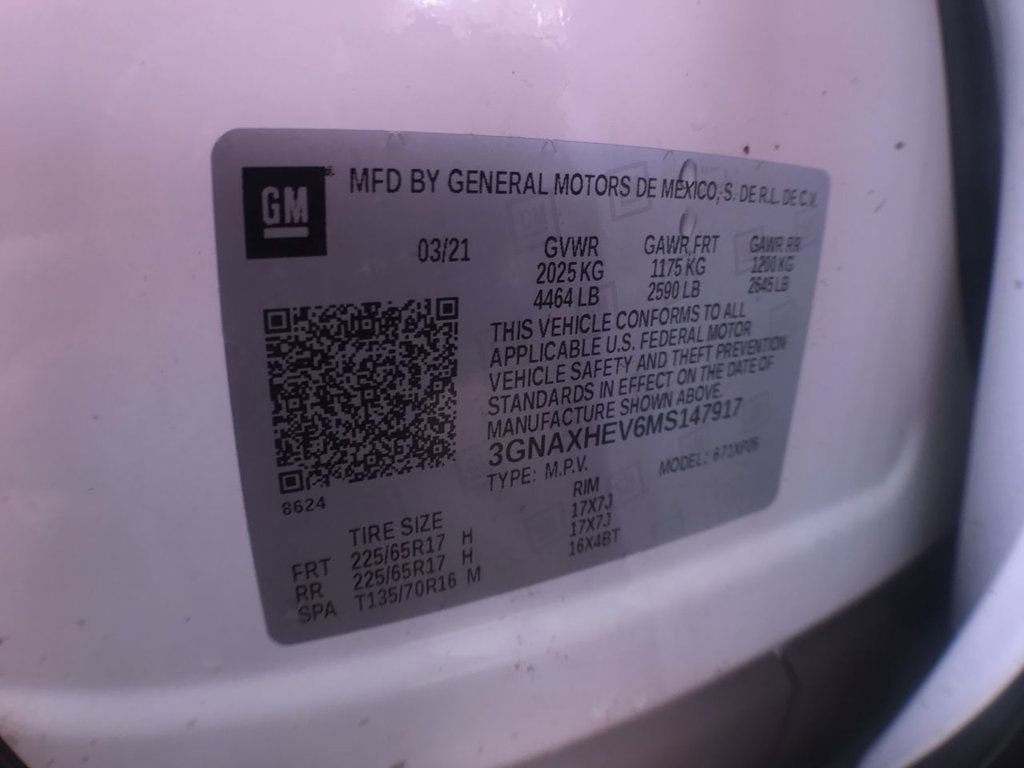 GM
MFD BY GENERAL MOTORS DE MEXICO, S. DE R.L. DE C.V.
03/21
GVWR GAWR FRT GAWR RR
2025 KG 1175 KG 1200 KG
4464 LB 2590 LB 2645 LB
THIS VEHICLE CONFORMS TO ALL
APPLICABLE U.S. FEDERAL MOTOR
VEHICLE SAFETY AND THEFT PREVENTION
STANDARDS IN EFFECT ON THE DATE OF
MANUFACTURE SHOWN ABOVE.
3GNAXHEV6MS147917
TYPE: M.P.V. MODEL: 671XP06
8624
TIRE SIZE RIM
FRT 225/65R17 H 17X7J
RR 225/65R17 H 17X7J
SPA T135/70R16 M 16X4BT